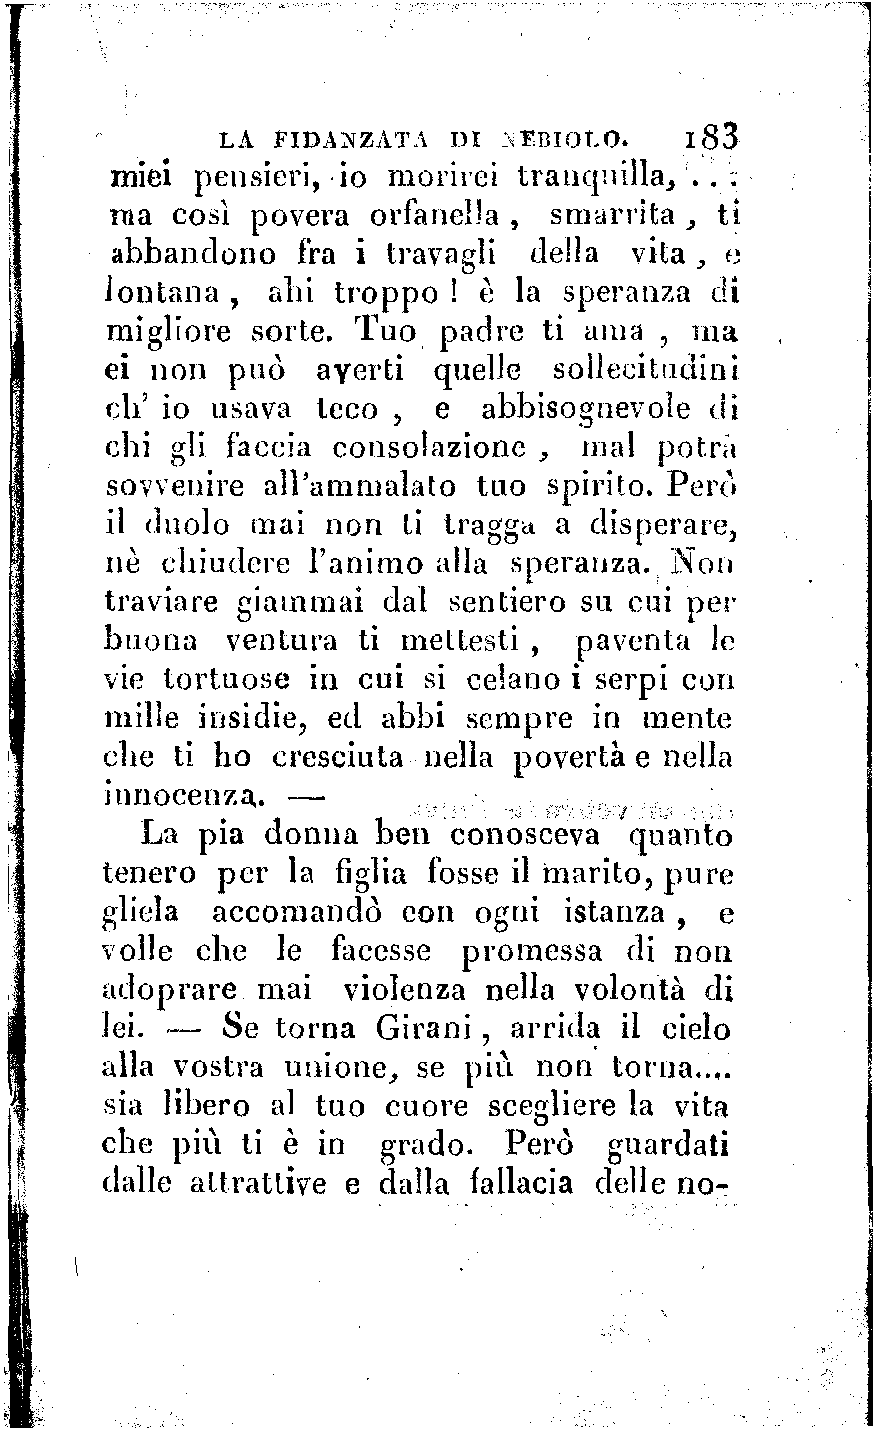 LA FIDANZATA DI NEBIOLO. 183
miei pensieri, io morirei tranquilla, ...
ma così povera orfanella , smarrita , ti
abbandono fra i travagli della vita , e
lontana , ahi troppo ! è la speranza di
migliore sorte. Tuo padre ti ama , ma
ei non può averti quelle sollecitudini
ch' io usava teco , e abbisognevole di
chi gli faccia consolazione , mal potrà
sovvenire all'ammalato tuo spirito. Però
il duolo mai non ti tragga a disperare,
nè chiudere l'animo alla speranza. Non
traviare giammai dal sentiero su cui per
buona ventura ti mettesti , paventa le
vie tortuose in cui si celano i serpi con
mille insidie, ed abbi sempre in mente
che ti ho cresciuta nella povertà e nella
innocenza. —
La pia donna ben conosceva quanto
tenero per la figlia fosse il marito, pure
gliela accomandò con ogni istanza , e
volle che le facesse promessa di non
adoprare mai violenza nella volontà di
lei. — Se torna Girani , arrida il cielo
alla vostra unione, se più non torna....
sia libero al tuo cuore scegliere la vita
che più ti è in grado. Però guardati
dalle attrattive e dalla fallacia delle no-